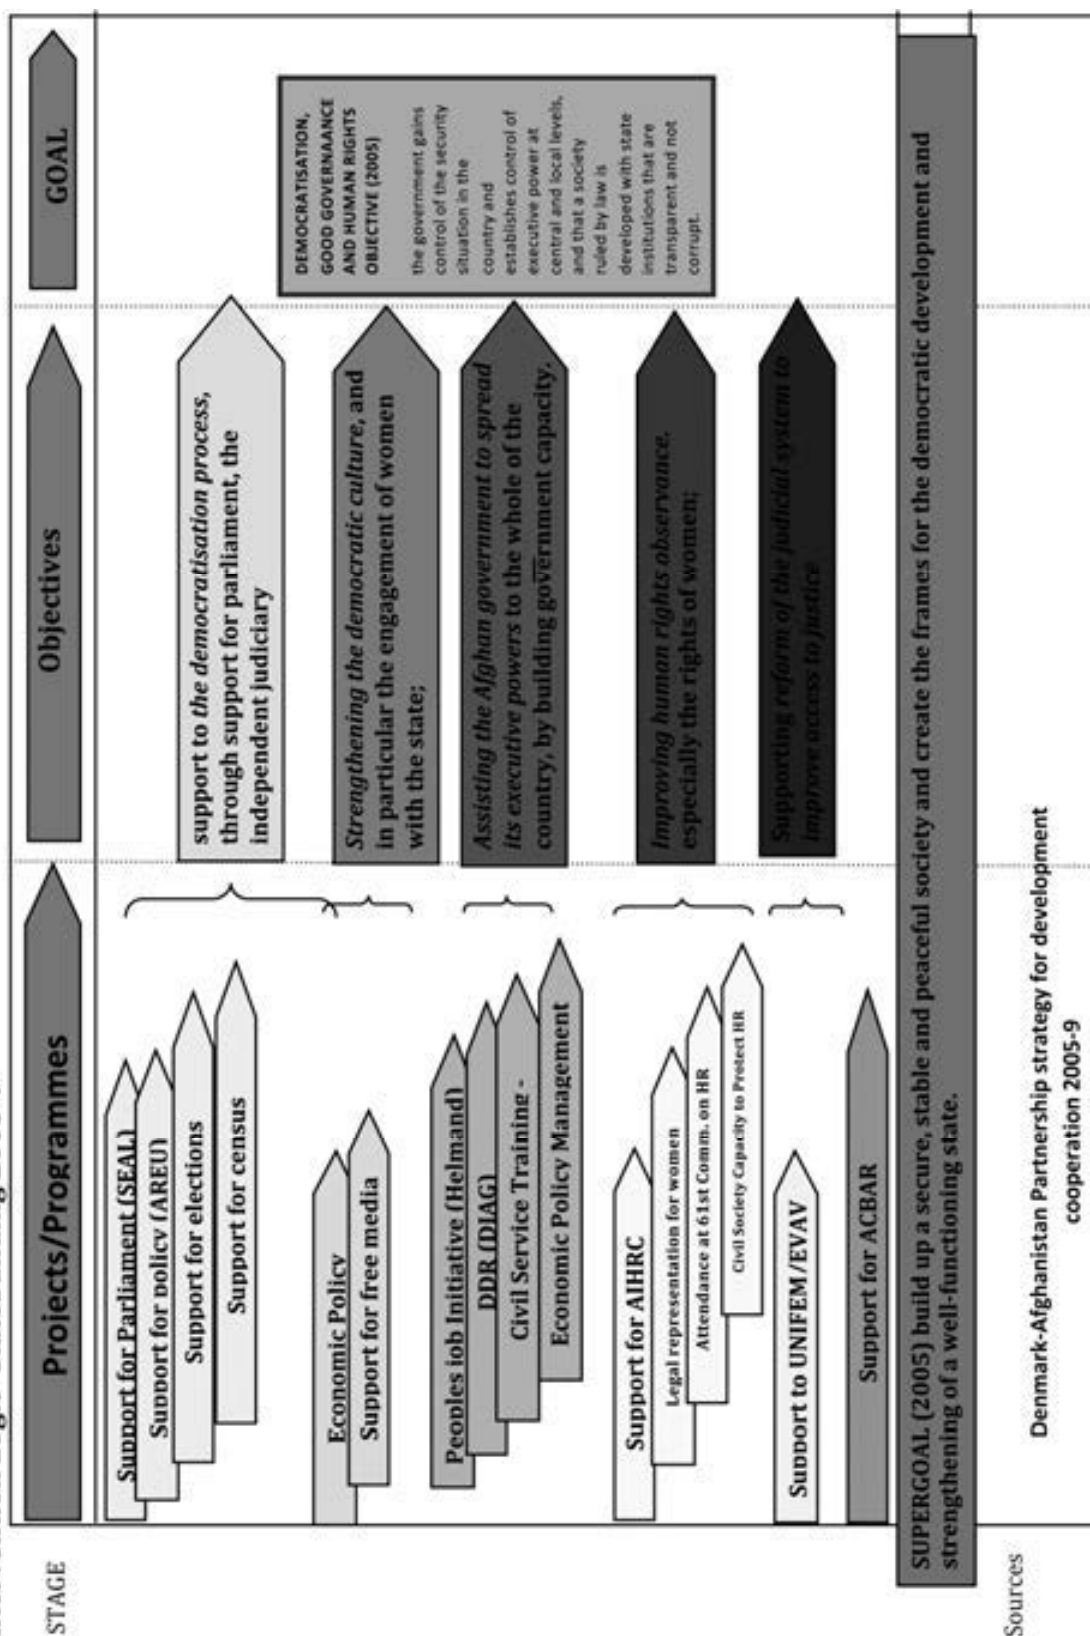 STAGE
Projects/Programmes
Objectives
GOAL
Support for Parliament (SEAL)
Support for policy (AREU)
Support for elections
Support for census
Economic Policy
Support for free media
Peoples job Initiative (Helmand)
DDR (DIAG)
Civil Service Training -
Economic Policy Management
Support for AIHRC
Legal representation for women
Attendance at 61st Comm. on HR
Civil Society Capacity to Protect HR
Support to UNIFEM/EVAV
Support for ACBAR
support to the democratisation process,
through support for parliament, the
independent judiciary
Strengthening the democratic culture, and
in particular the engagement of women
with the state;
Assisting the Afghan government to spread
its executive powers to the whole of the
country, by building government capacity.
Improving human rights observance,
especially the rights of women;
Supporting reform of the judicial system to
improve access to justice
DEMOCRATISATION,
GOOD GOVERNAANCE
AND HUMAN RIGHTS
OBJECTIVE (2005)
the government gains
control of the security
situation in the
country and
establishes control of
executive power at
central and local levels,
and that a society
ruled by law is
developed with state
institutions that are
transparent and not
corrupt.
SUPERGOAL (2005) build up a secure, stable and peaceful society and create the frames for the democratic development and
strengthening of a well-functioning state.
Sources
Denmark-Afghanistan Partnership strategy for development
cooperation 2005-9